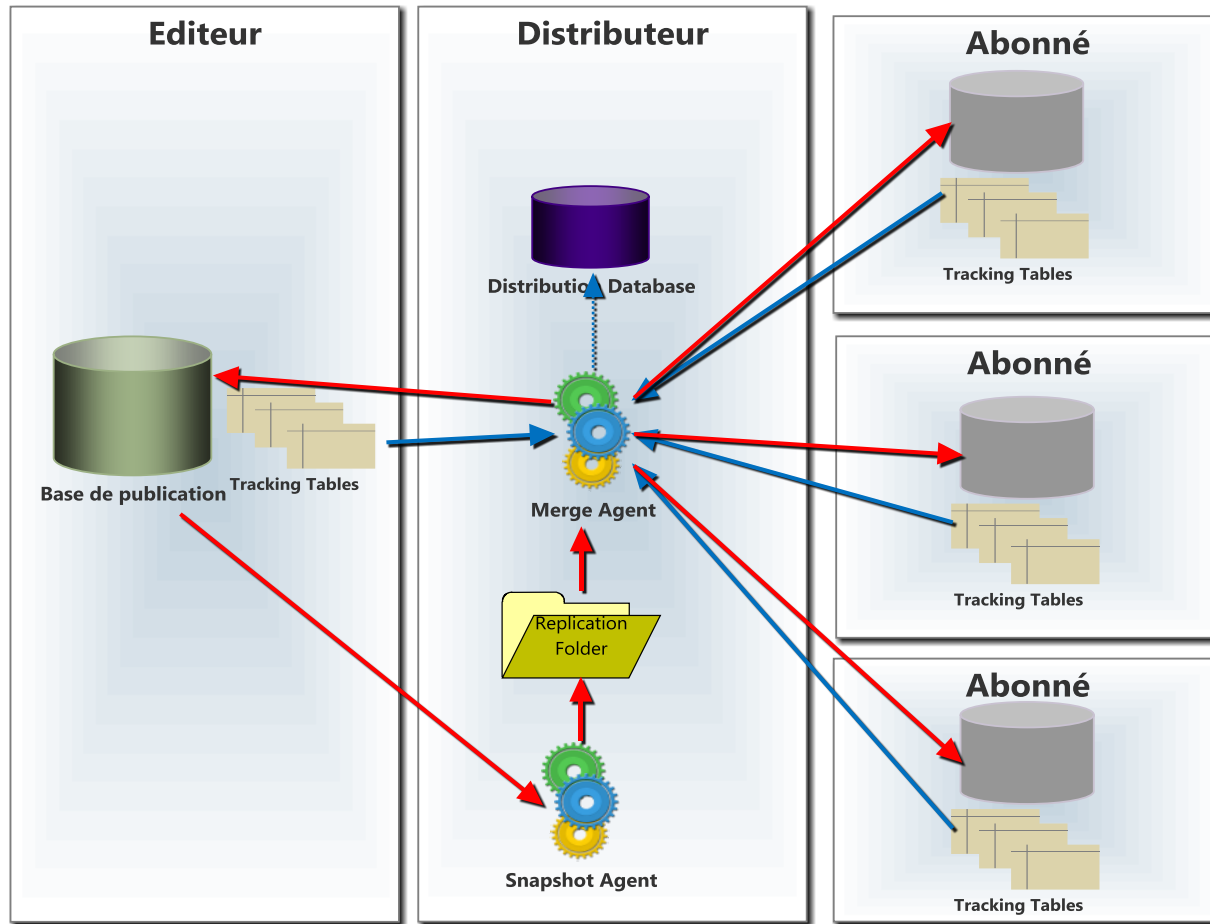 Editeur
Base de publication
Tracking Tables
Distributeur
Distribution Database
Merge Agent
Replication
Folder
Snapshot Agent
Abonné
Tracking Tables
Abonné
Tracking Tables
Abonné
Tracking Tables